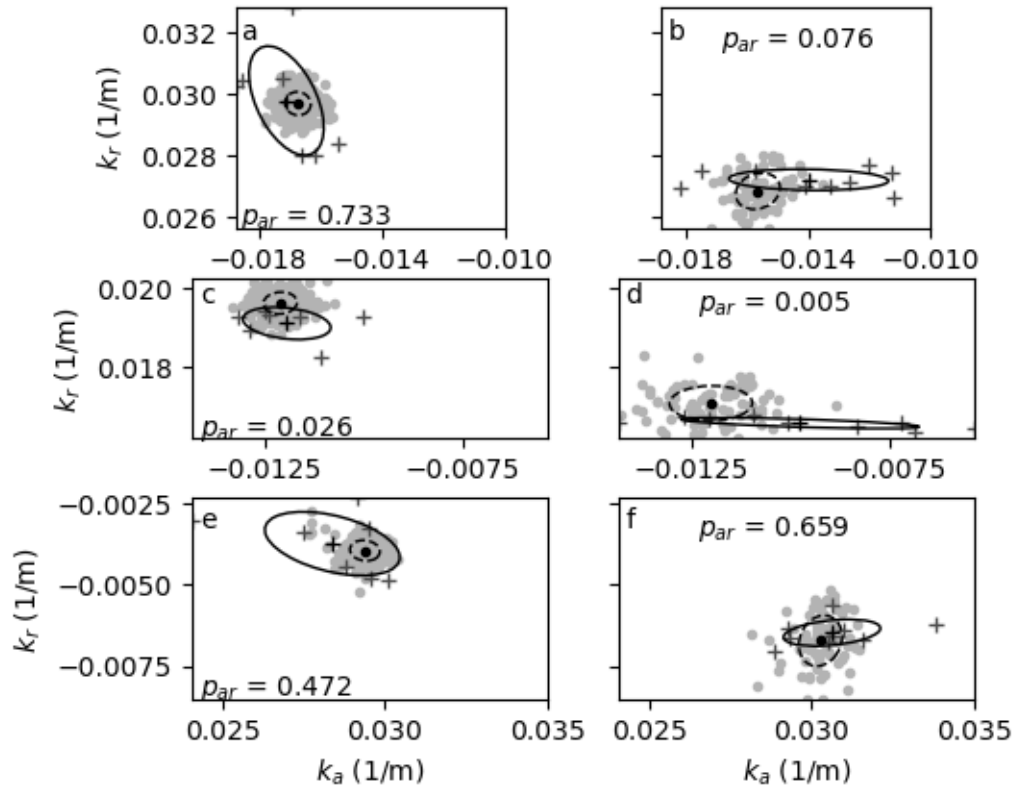 0.032
0.030
0.028
0.026
k_r (1/m)
a
p_ar = 0.733
b
p_ar = 0.076
−0.018 −0.014 −0.010
−0.018 −0.014 −0.010
0.020
0.018
k_r (1/m)
c
p_ar = 0.026
d
p_ar = 0.005
−0.0125 −0.0075
−0.0125 −0.0075
−0.0025
−0.0050
−0.0075
k_r (1/m)
e
p_ar = 0.472
f
p_ar = 0.659
0.025 0.030 0.035
0.025 0.030 0.035
k_a (1/m)
k_a (1/m)